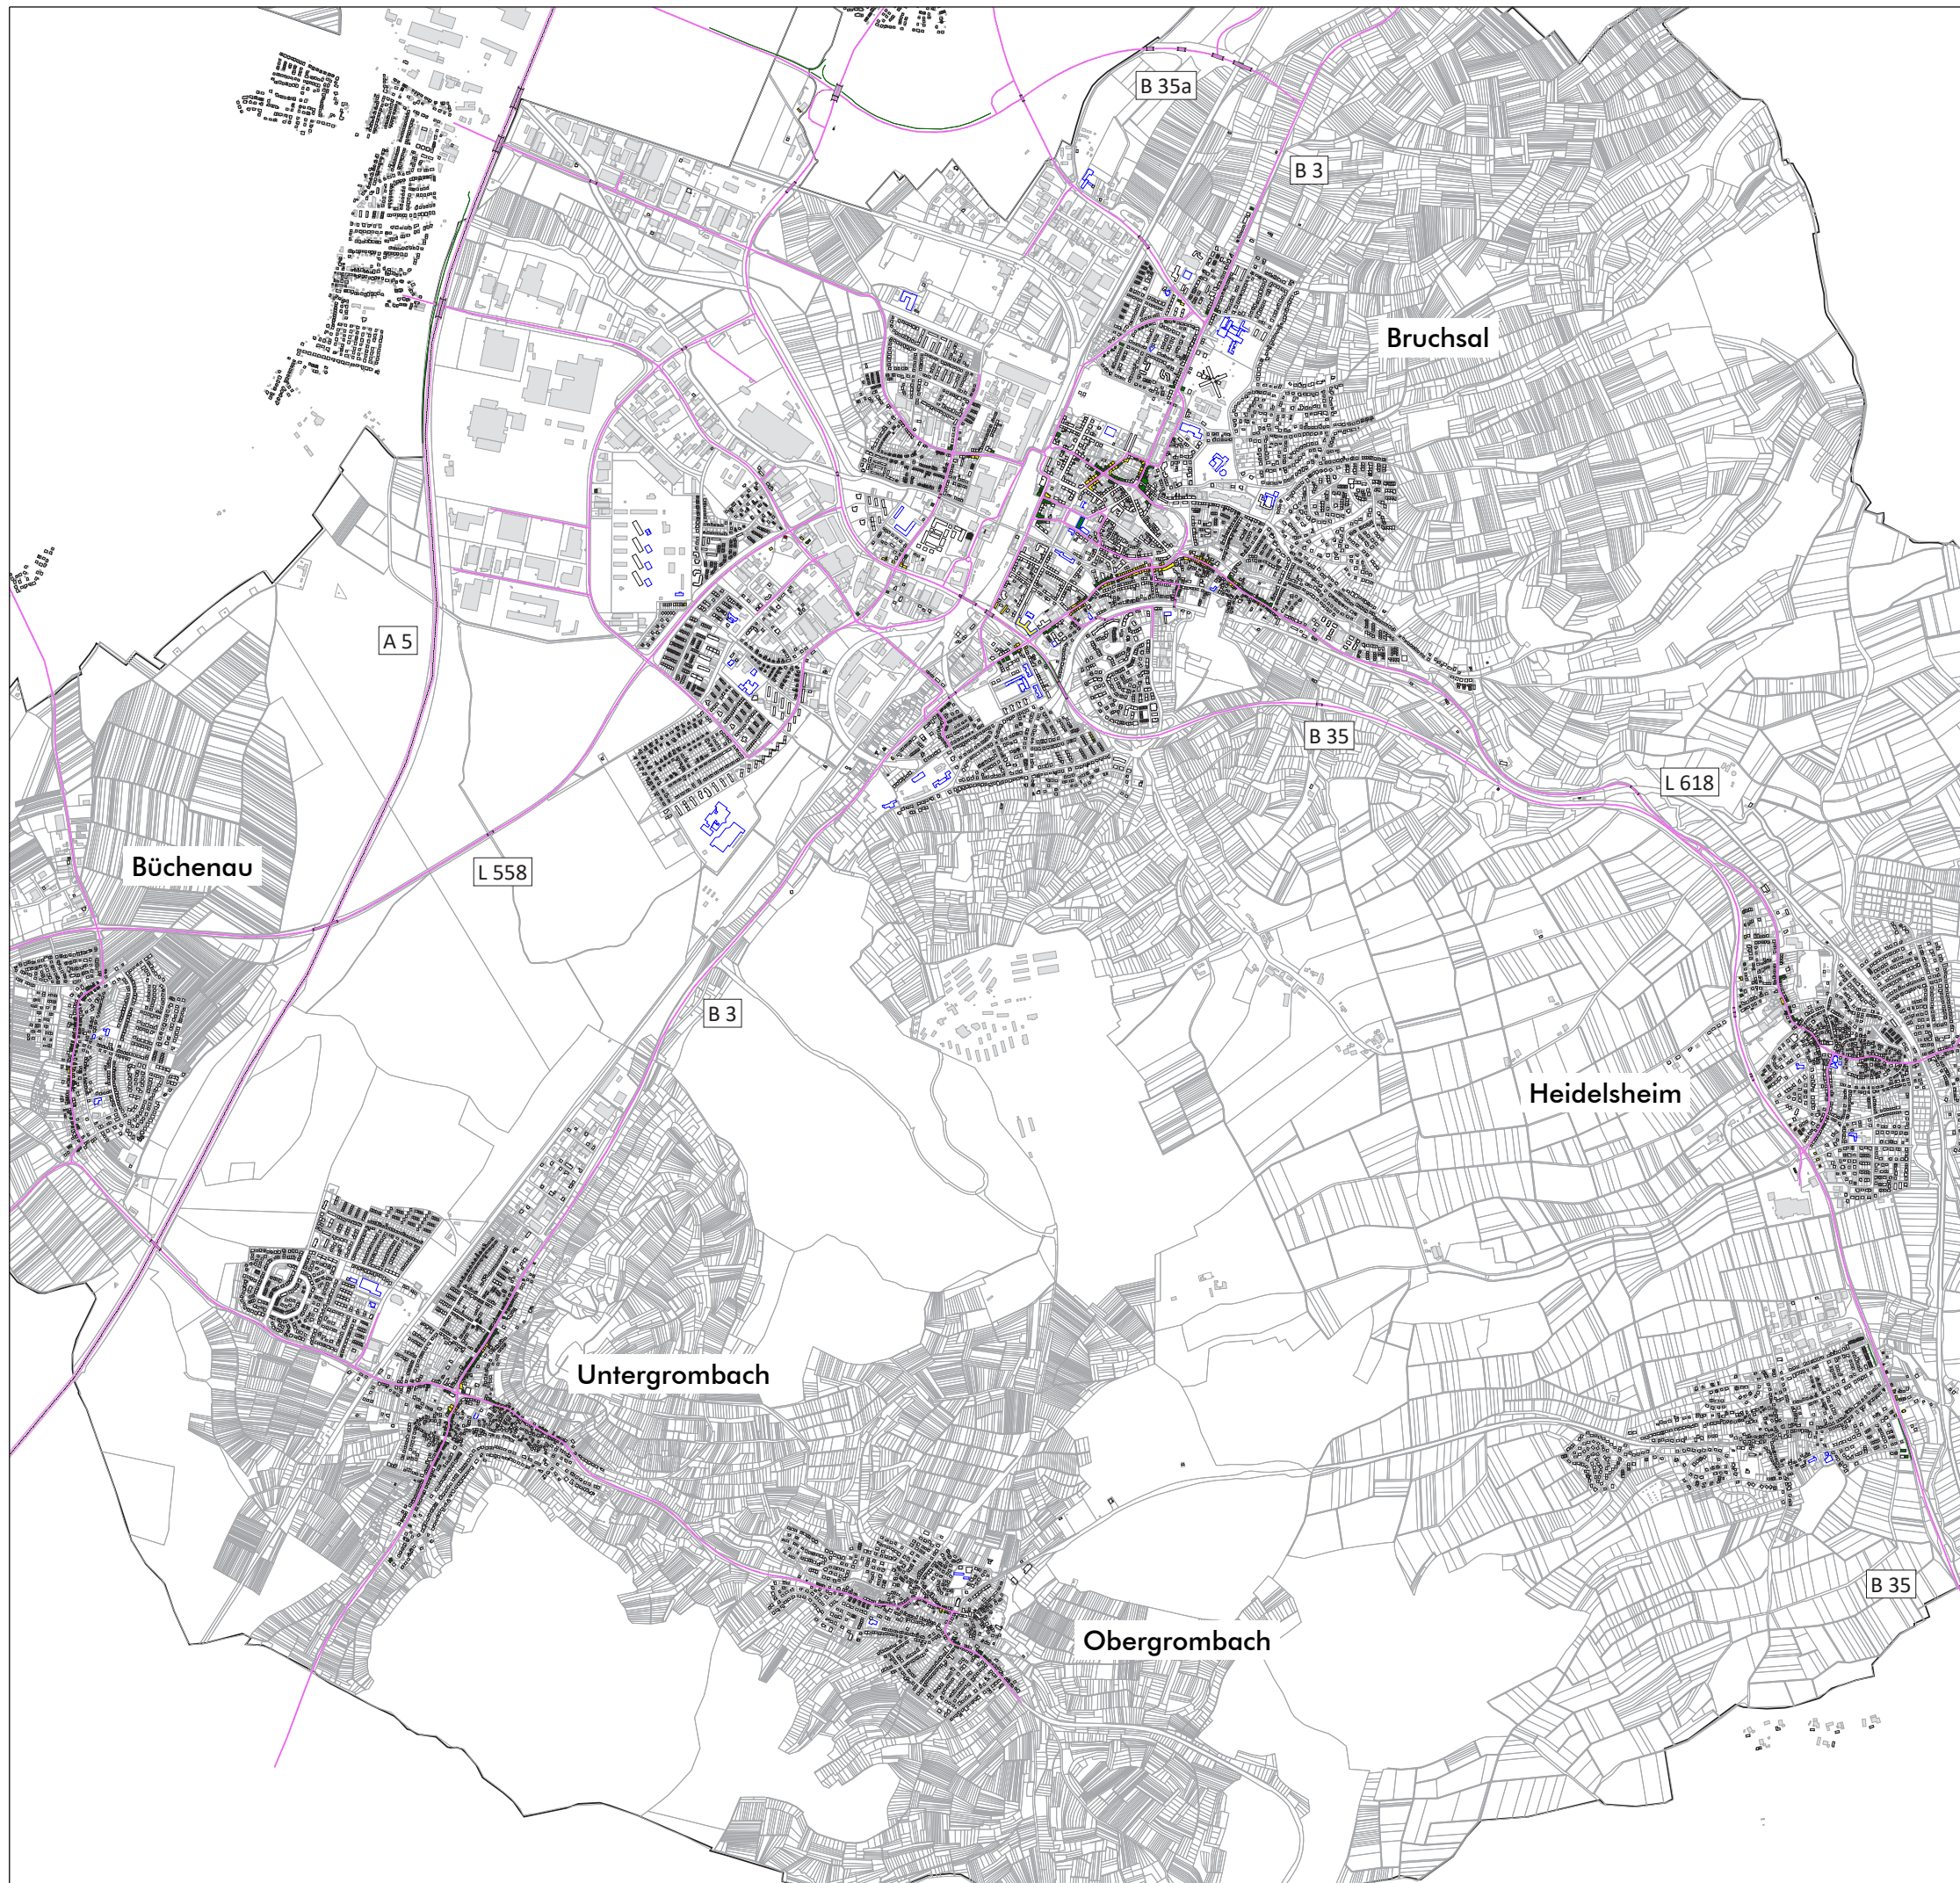 B 35a
B 3
Bruchsal
A 5
B 35
L 618
Büchenau
L 558
B 3
Heidelsheim
Untergrombach
B 35
Obergrombach